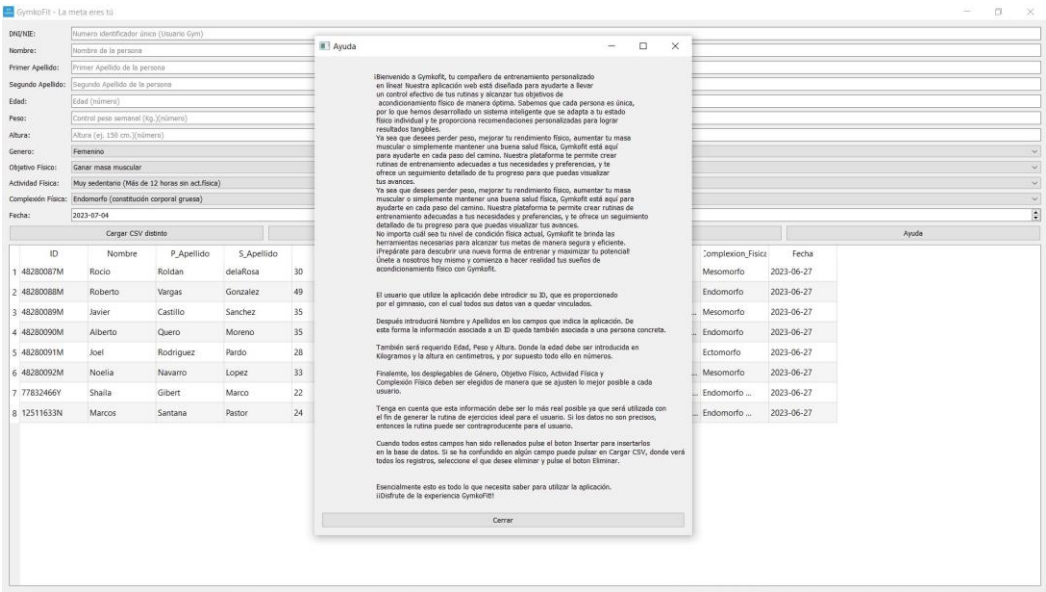 GymkoFit - La meta eres tú
DNI/NIE:
Numero identificador único (Usuario Gym)
Nombre:
Nombre de la persona
Primer Apellido:
Primer Apellido de la persona
Segundo Apellido:
Segundo Apellido de la persona
Edad:
Edad (número)
Peso:
Control peso semanal (Kg.)(número)
Altura:
Altura (ej. 150 cm.)(número)
Genero:
Femenino
Objetivo Físico:
Ganar masa muscular
Actividad Física:
Muy sedentario (Más de 12 horas sin act.física)
Complexión Física:
Endomorfo (constitución corporal gruesa)
Fecha:
2023-07-04
Cargar CSV distinto
Ayuda
ID Nombre P_Apellido S_Apellido Complexion_Fisica Fecha
1 48280087M Rocio Roldan delaRosa 30 Mesomorfo 2023-06-27
2 48280088M Roberto Vargas Gonzalez 49 Endomorfo 2023-06-27
3 48280089M Javier Castillo Sanchez 35 .. Mesomorfo 2023-06-27
4 48280090M Alberto Quero Moreno 35 .. Endomorfo 2023-06-27
5 48280091M Joel Rodriguez Pardo 28 Ectomorfo 2023-06-27
6 48280092M Noelia Navarro Lopez 33 .. Mesomorfo 2023-06-27
7 77832466Y Shaila Gibert Marco 22 .. Endomorfo ... 2023-06-27
8 12511633N Marcos Santana Pastor 24 .. Endomorfo ... 2023-06-27
Ayuda
¡Bienvenido a Gymkofit, tu compañero de entrenamiento personalizado
en línea! Nuestra aplicación web está diseñada para ayudarte a llevar
un control efectivo de tus rutinas y alcanzar tus objetivos de
acondicionamiento físico de manera óptima. Sabemos que cada persona es única,
por lo que hemos desarrollado un sistema inteligente que se adapta a tu estado
físico individual y te proporciona recomendaciones personalizadas para lograr
resultados tangibles.
Ya sea que desees perder peso, mejorar tu rendimiento físico, aumentar tu masa
muscular o simplemente mantener una buena salud física, Gymkofit está aquí
para ayudarte en cada paso del camino. Nuestra plataforma te permite crear
rutinas de entrenamiento adecuadas a tus necesidades y preferencias, y te
ofrece un seguimiento detallado de tu progreso para que puedas visualizar
tus avances.
Ya sea que desees perder peso, mejorar tu rendimiento físico, aumentar tu masa
muscular o simplemente mantener una buena salud física, Gymkofit está aquí para
ayudarte en cada paso del camino. Nuestra plataforma te permite crear rutinas de
entrenamiento adecuadas a tus necesidades y preferencias, y te ofrece un seguimiento
detallado de tu progreso para que puedas visualizar tus avances.
No importa cuál sea tu nivel de condición física actual, Gymkofit te brinda las
herramientas necesarias para alcanzar tus metas de manera segura y eficiente.
¡Prepárate para descubrir una nueva forma de entrenar y maximizar tu potencial!
Únete a nosotros hoy mismo y comienza a hacer realidad tus sueños de
acondicionamiento físico con Gymkofit.
El usuario que utilize la aplicación debe introdicir su ID, que es proporcionado
por el gimnasio, con el cual todos sus datos van a quedar vinculados.
Después introducirá Nombre y Apellidos en los campos que indica la aplicación. De
esta forma la información asociada a un ID queda también asociada a una persona concreta.
También será requerido Edad, Peso y Altura. Donde la edad debe ser introducida en
Kilogramos y la altura en centimetros, y por supuesto todo ello en números.
Finalemte, los desplegables de Género, Objetivo Físico, Actividad Física y
Complexión Física deben ser elegidos de manera que se ajusten lo mejor posible a cada
usuario.
Tenga en cuenta que esta información debe ser lo más real posible ya que será utilizada con
el fin de generar la rutina de ejercicios ideal para el usuario. Si los datos no son precisos,
entonces la rutina puede ser contraproducente para el usuario.
Cuando todos estos campos han sido rellenados pulse el boton Insertar para insertarlos
en la base de datos. Si se ha confundido en algún campo puede pulsar en Cargar CSV, donde verá
todos los registros, seleccione el que desee eliminar y pulse el boton Eliminar.
Esencialmente esto es todo lo que necesita saber para utilizar la aplicación.
¡¡Disfrute de la experiencia GymkoFit!!
Cerrar